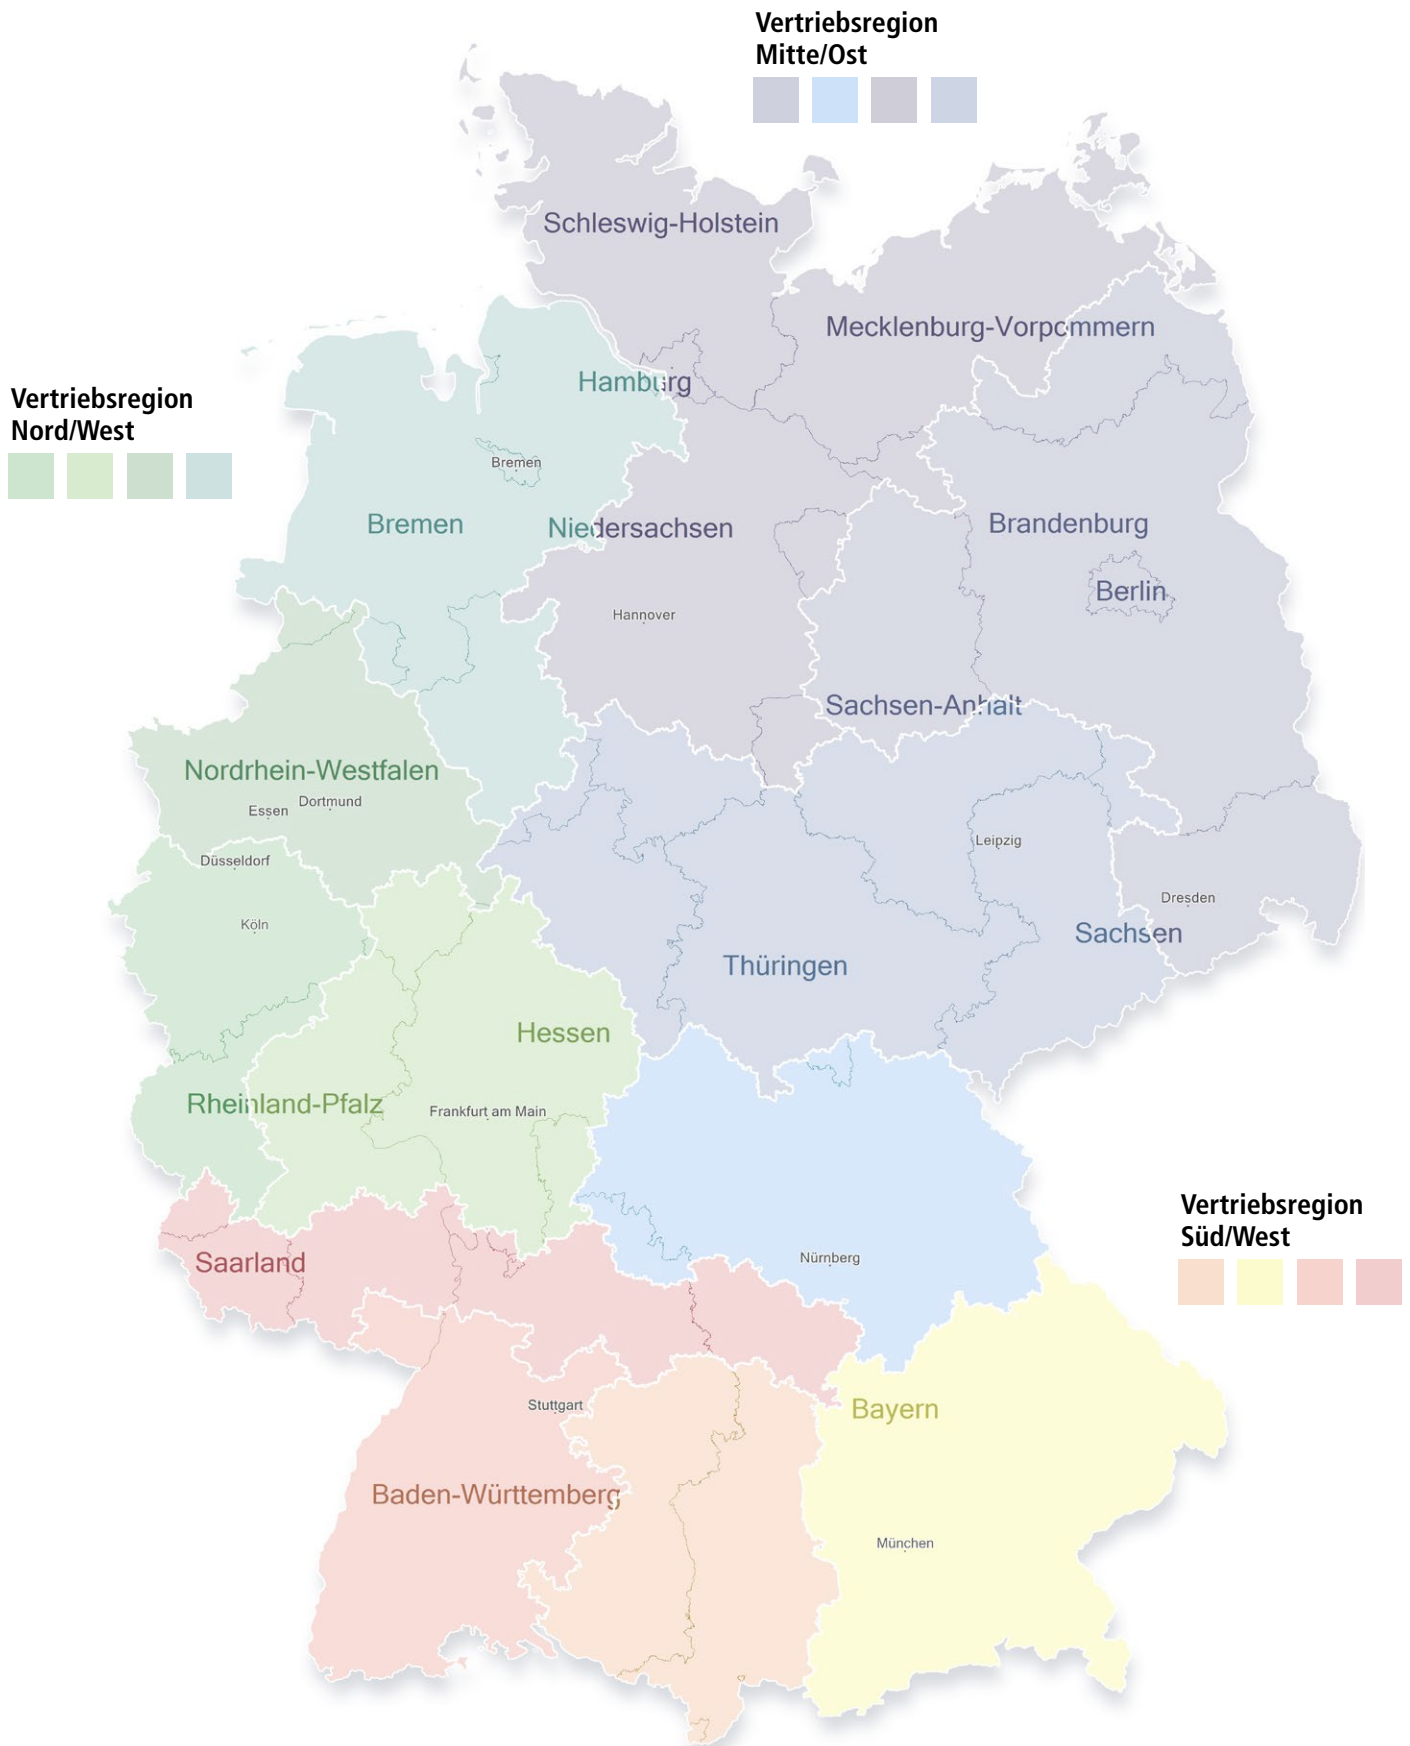 Vertriebsregion
Mitte/Ost
Schleswig-Holstein
Mecklenburg-Vorpommern
Hamburg
Vertriebsregion
Nord/West
Bremen
Bremen
Niedersachsen
Brandenburg
Berlin
Hannover
Sachsen-Anhalt
Nordrhein-Westfalen
Essen
Dortmund
Düsseldorf
Leipzig
Köln
Dresden
Sachsen
Thüringen
Hessen
Rheinland-Pfalz
Frankfurt am Main
Vertriebsregion
Süd/West
Saarland
Nürnberg
Stuttgart
Bayern
Baden-Württemberg
München